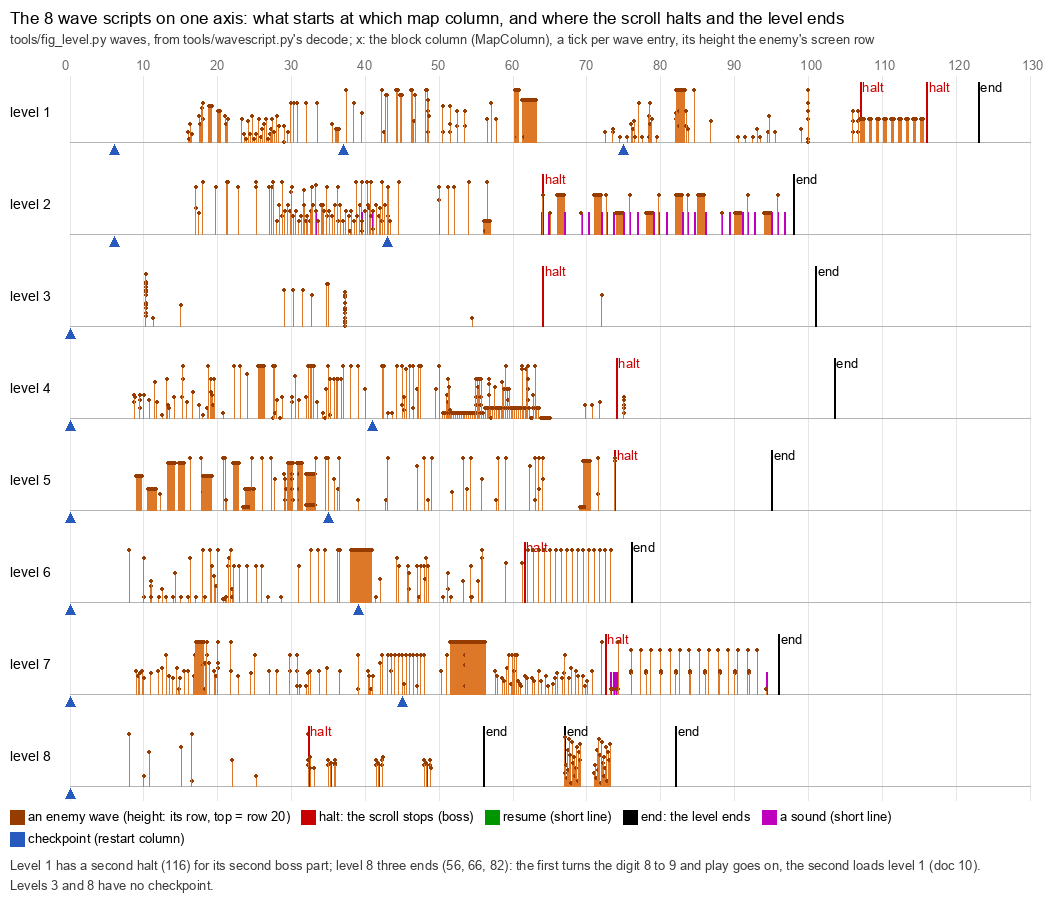 The 8 wave scripts on one axis: what starts at which map column, and where the scroll halts and the level ends
tools/fig_level.py waves, from tools/wavescript.py's decode; x: the block column (MapColumn), a tick per wave entry, its height the enemy's screen row
0 10 20 30 40 50 60 70 80 90 100 110 120 130
level 1 halt halt end
level 2 halt end
level 3 halt end
level 4 halt end
level 5 halt end
level 6 halt end
level 7 halt end
level 8 halt end end end
an enemy wave (height: its row, top = row 20) halt: the scroll stops (boss) resume (short line) end: the level ends a sound (short line)
checkpoint (restart column)
Level 1 has a second halt (116) for its second boss part; level 8 three ends (56, 66, 82): the first turns the digit 8 to 9 and play goes on, the second loads level 1 (doc 10).
Levels 3 and 8 have no checkpoint.